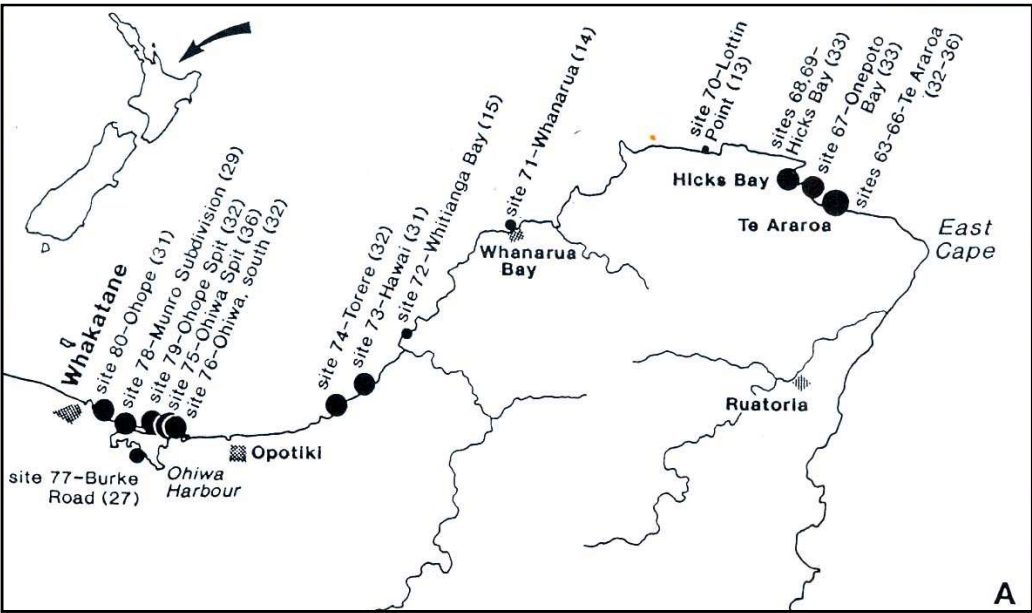 Whakatane
site 80-Ohope (31)
site 78-Munro Subdivision (29)
site 79-Ohope Spit (32)
site 75-Ohiwa Spit (36)
site 76-Ohiwa, south (32)
site 77-Burke
Road (27)
Ohiwa
Harbour
Opotiki
site 74-Torere (32)
site 73-Hawai (31)
site 72-Whitianga Bay (15)
site 71-Whanarua (14)
Whanarua
Bay
site 70-Lottin
Point (13)
sites 68,69-
Hicks Bay (33)
site 67-Onepoto
Bay (33)
sites 63-66-Te Araroa
(32-36)
Hicks Bay
Te Araroa
East
Cape
Ruatoria
A